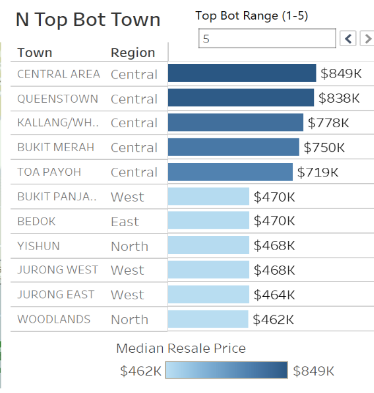 N Top Bot Town
Top Bot Range (1-5)
5
Town Region
CENTRAL AREA Central $849K
QUEENSTOWN Central $838K
KALLANG/WH.. Central $778K
BUKIT MERAH Central $750K
TOA PAYOH Central $719K
BUKIT PANJA.. West $470K
BEDOK East $470K
YISHUN North $468K
JURONG WEST West $468K
JURONG EAST West $464K
WOODLANDS North $462K
Median Resale Price
$462K $849K